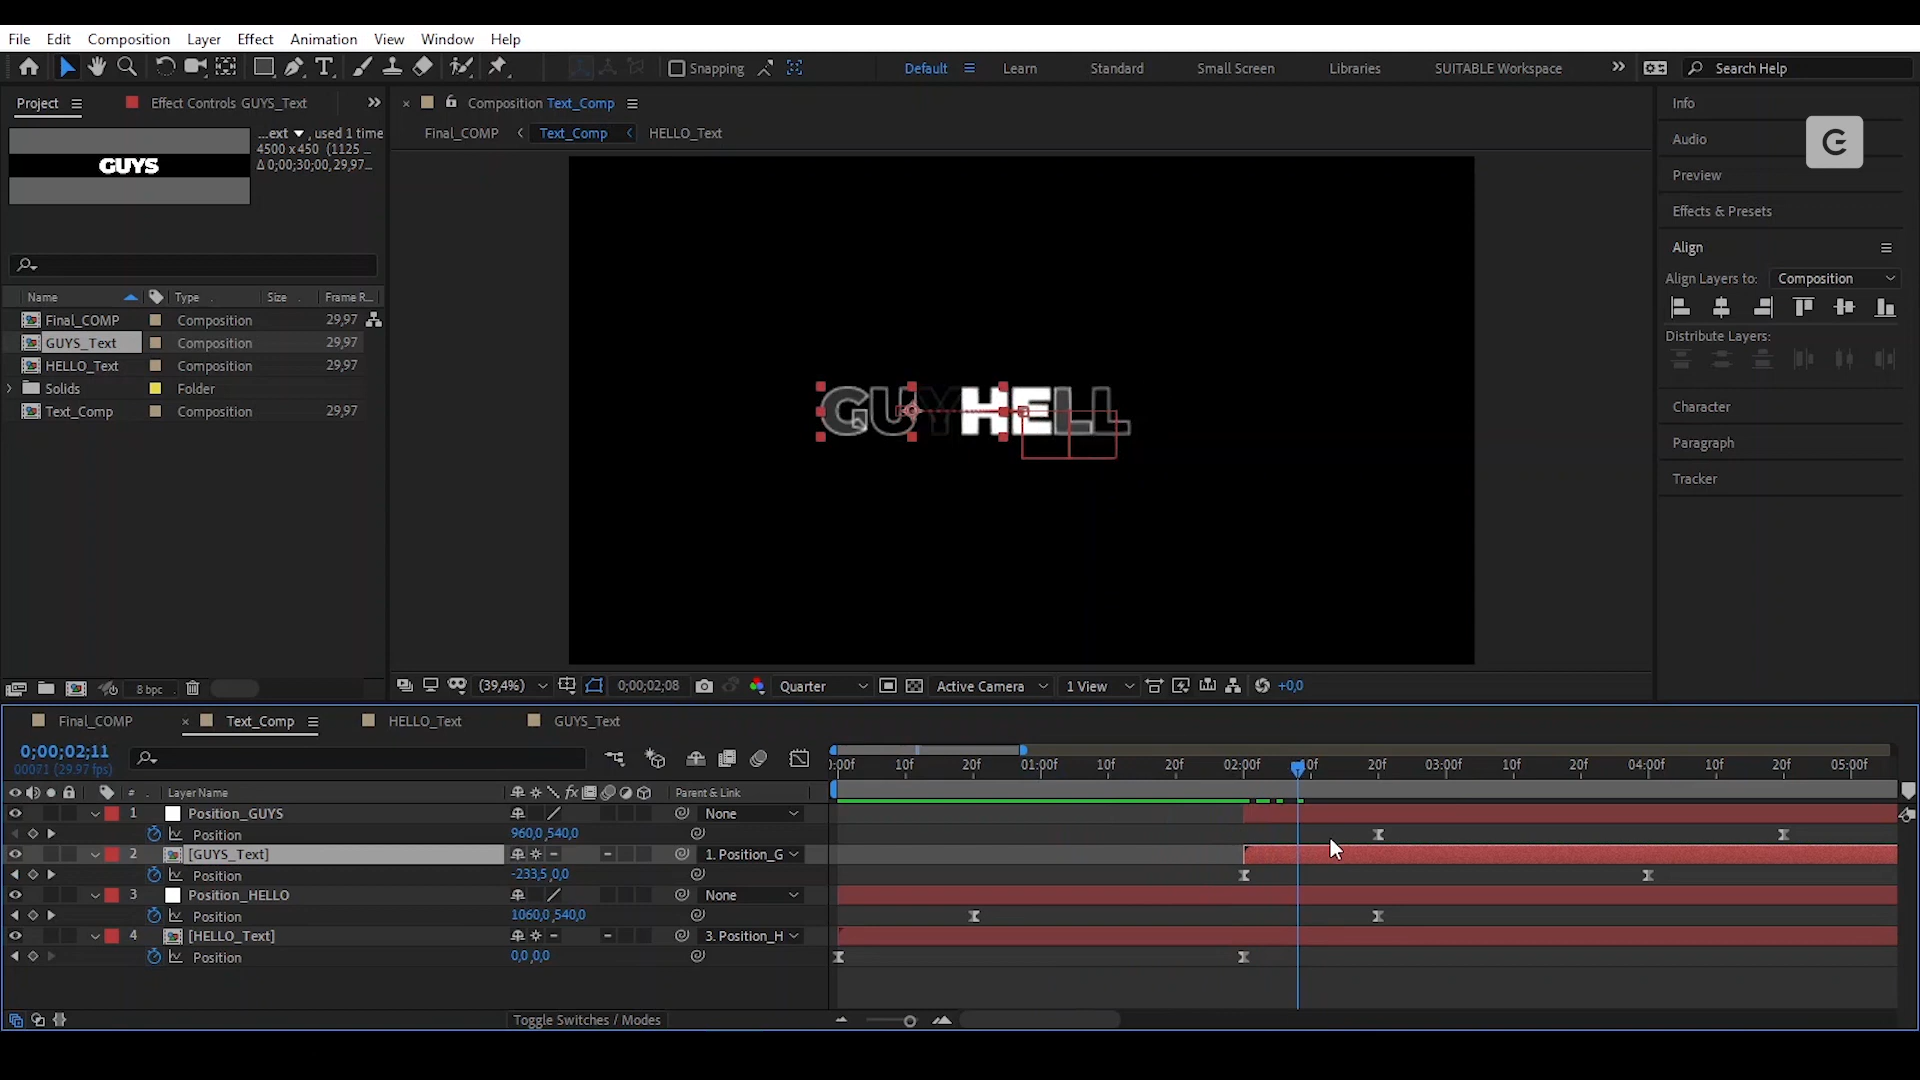 File Edit Composition Layer Effect Animation View Window Help
Snapping Default Learn Standard Small Screen Libraries SUITABLE Workspace Search Help
Project Effect Controls GUYS_Text
Composition Text_Comp
Info
...ext , used 1 time
4500 x 450 (1125 ...
Δ 0;00;30;00, 29,97...
GUYS
Final_COMP Text_Comp HELLO_Text
Audio
G
Preview
Effects & Presets
Align
Align Layers to: Composition
Distribute Layers:
Character
Paragraph
Tracker
Name Type Size Frame R...
Final_COMP Composition 29,97
GUYS_Text Composition 29,97
HELLO_Text Composition 29,97
Solids Folder
Text_Comp Composition 29,97
GUYHELL
8 bpc
(39,4%) 0;00;02;08 Quarter Active Camera 1 View +0,0
Final_COMP Text_Comp HELLO_Text GUYS_Text
0;00;02;11
00071 (29.97 fps)
:00f 10f 20f 01:00f 10f 20f 02:00f 10f 20f 03:00f 10f 20f 04:00f 10f 20f 05:00f
# Layer Name fx Parent & Link
1 Position_GUYS None
Position 960,0,540,0
2 [GUYS_Text] 1. Position_G
Position -233,5,0,0
3 Position_HELLO None
Position 1060,0,540,0
4 [HELLO_Text] 3. Position_H
Position 0,0,0,0
Toggle Switches / Modes